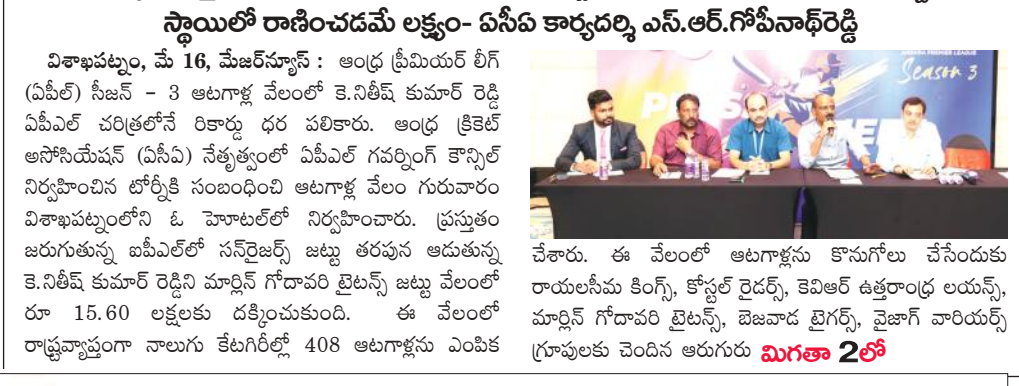 స్థాయిలో రాణించడమే లక్ష్యం- ఏసీఏ కార్యదర్శి ఎస్.ఆర్.గోపీనాథ్‌రెడ్డి
విశాఖపట్నం, మే 16, మేజర్‌న్యూస్ : ఆంధ్ర ప్రీమియర్ లీగ్
(ఏపీఎల్) సీజన్ - 3 ఆటగాళ్ల వేలంలో కె.నితీష్ కుమార్ రెడ్డి
ఏపీఎల్ చరిత్రలోనే రికార్డు ధర పలికారు. ఆంధ్ర క్రికెట్
అసోసియేషన్ (ఏసీఏ) నేతృత్వంలో ఏపీఎల్ గవర్నింగ్ కౌన్సిల్
నిర్వహించిన టోర్నీకి సంబంధించి ఆటగాళ్ల వేలం గురువారం
విశాఖపట్నంలోని ఓ హెూటల్‌లో నిర్వహించారు. ప్రస్తుతం
జరుగుతున్న ఐపీఎల్‌లో సన్‌రైజర్స్ జట్టు తరపున ఆడుతున్న
కె.నితీష్ కుమార్ రెడ్డిని మార్లిన్ గోదావరి టైటన్స్ జట్టు వేలంలో
రూ 15.60 లక్షలకు దక్కించుకుంది. ఈ వేలంలో
రాష్ట్రవ్యాప్తంగా నాలుగు కేటగిరీల్లో 408 ఆటగాళ్లను ఎంపిక
Season 3
చేశారు. ఈ వేలంలో ఆటగాళ్లను కొనుగోలు చేసేందుకు
రాయలసీమ కింగ్స్, కోస్టల్ రైడర్స్, కెవిఆర్ ఉత్తరాంధ్ర లయన్స్,
మార్లిన్ గోదావరి టైటన్స్, బెజవాడ టైగర్స్, వైజాగ్ వారియర్స్
గ్రూపులకు చెందిన ఆరుగురు మిగతా 2లో